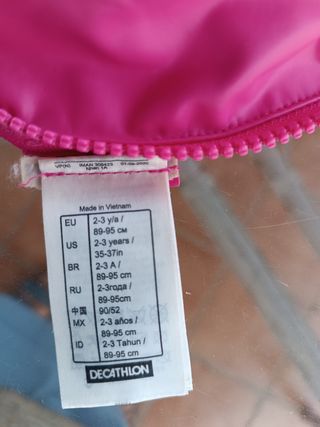 Made in Vietnam
EU 2-3 y/a /
89-95 см
US 2-3 years /
35-37in
BR 2-3 A /
89-95 cm
RU 2-3года /
89-95cm
中国 90/52
MX 2-3 años /
89-95 cm
ID 2-3 Tahun /
89-95 cm
DECATHLON